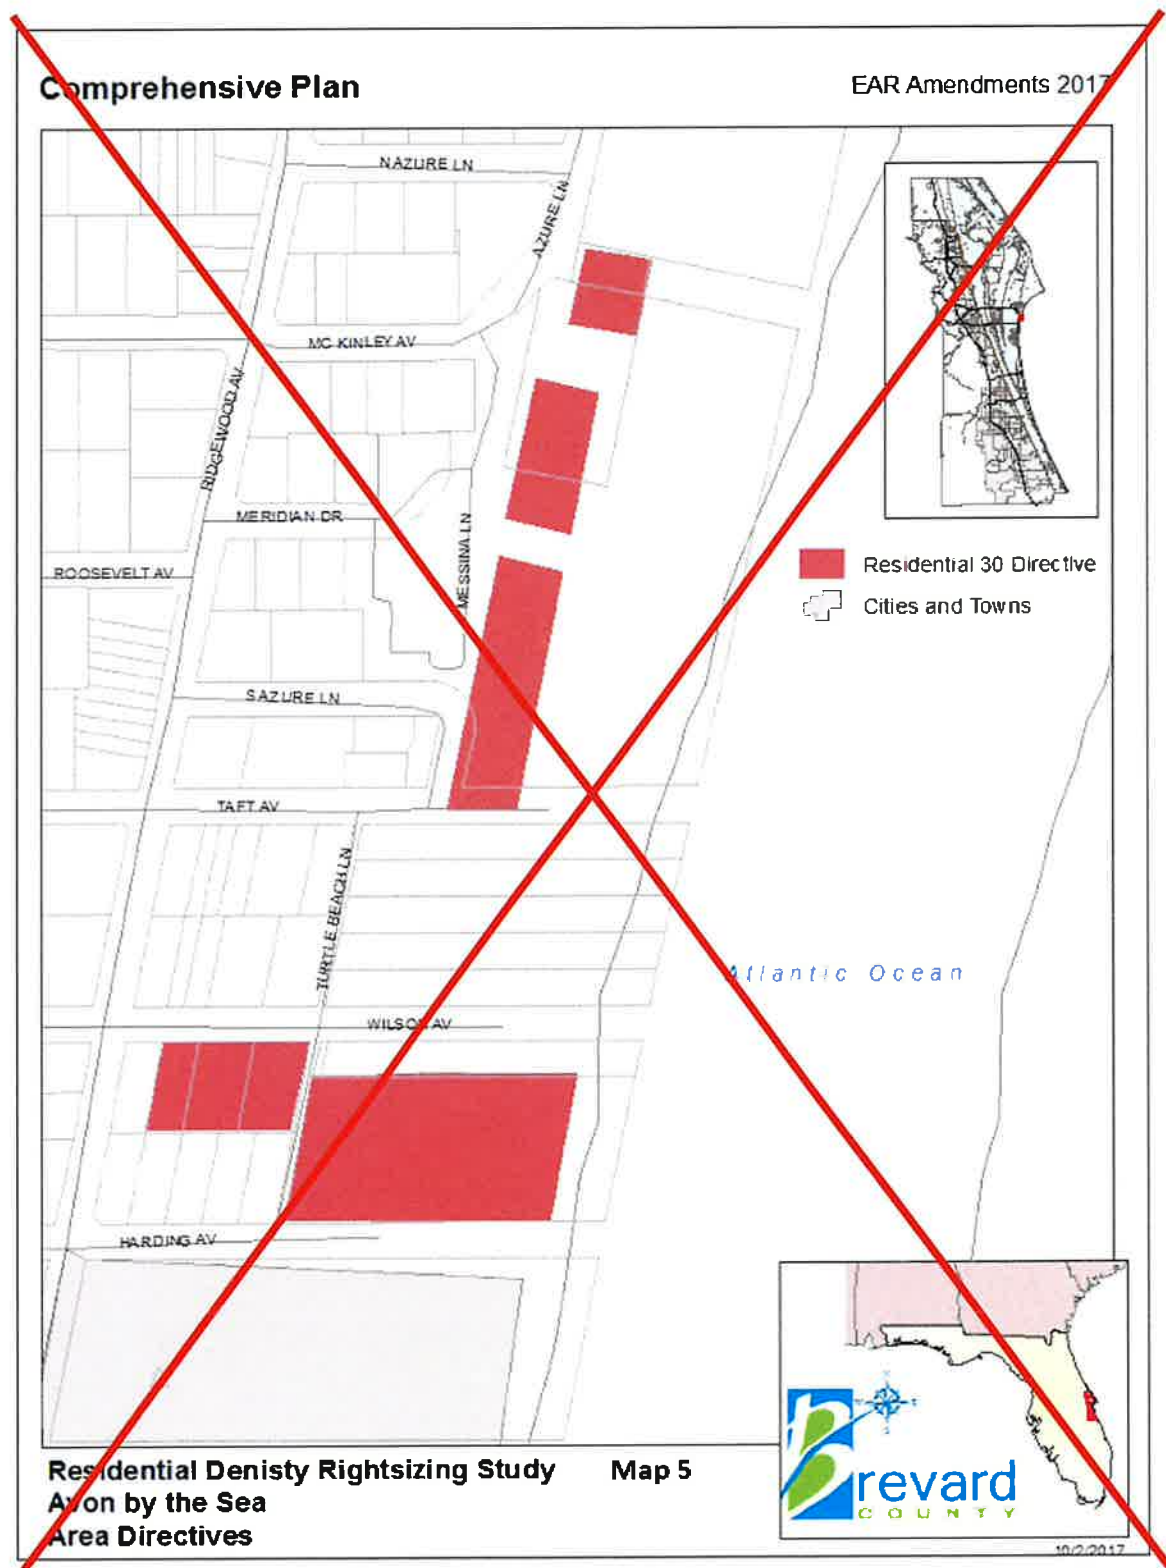 Comprehensive Plan
EAR Amendments 2017
NAZURE LN
AZURE LN
MC KINLEY AV
RIDGEWOOD AV
MERIDIAN DR
MESSINA LN
ROOSEVELT AV
Residential 30 Directive
Cities and Towns
SAZURE LN
TAFT AV
TURTLE BEACH LN
Atlantic Ocean
WILSON AV
HARDING AV
Residential Denisty Rightsizing Study Map 5
Avon by the Sea
Area Directives
Brevard
COUNTY
10/2/2017